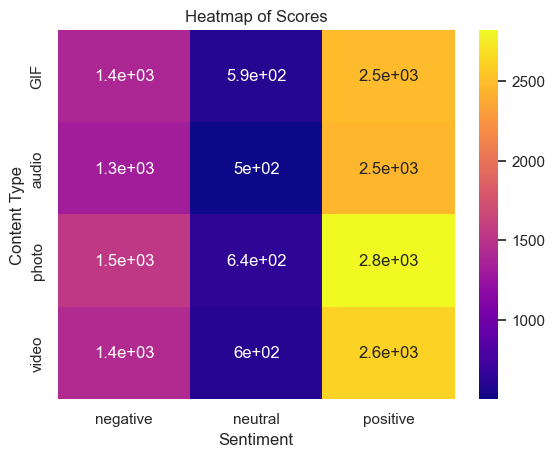 Heatmap of Scores
Content Type
GIF 1.4e+03 5.9e+02 2.5e+03
audio 1.3e+03 5e+02 2.5e+03
photo 1.5e+03 6.4e+02 2.8e+03
video 1.4e+03 6e+02 2.6e+03
negative neutral positive
Sentiment
2500
2000
1500
1000